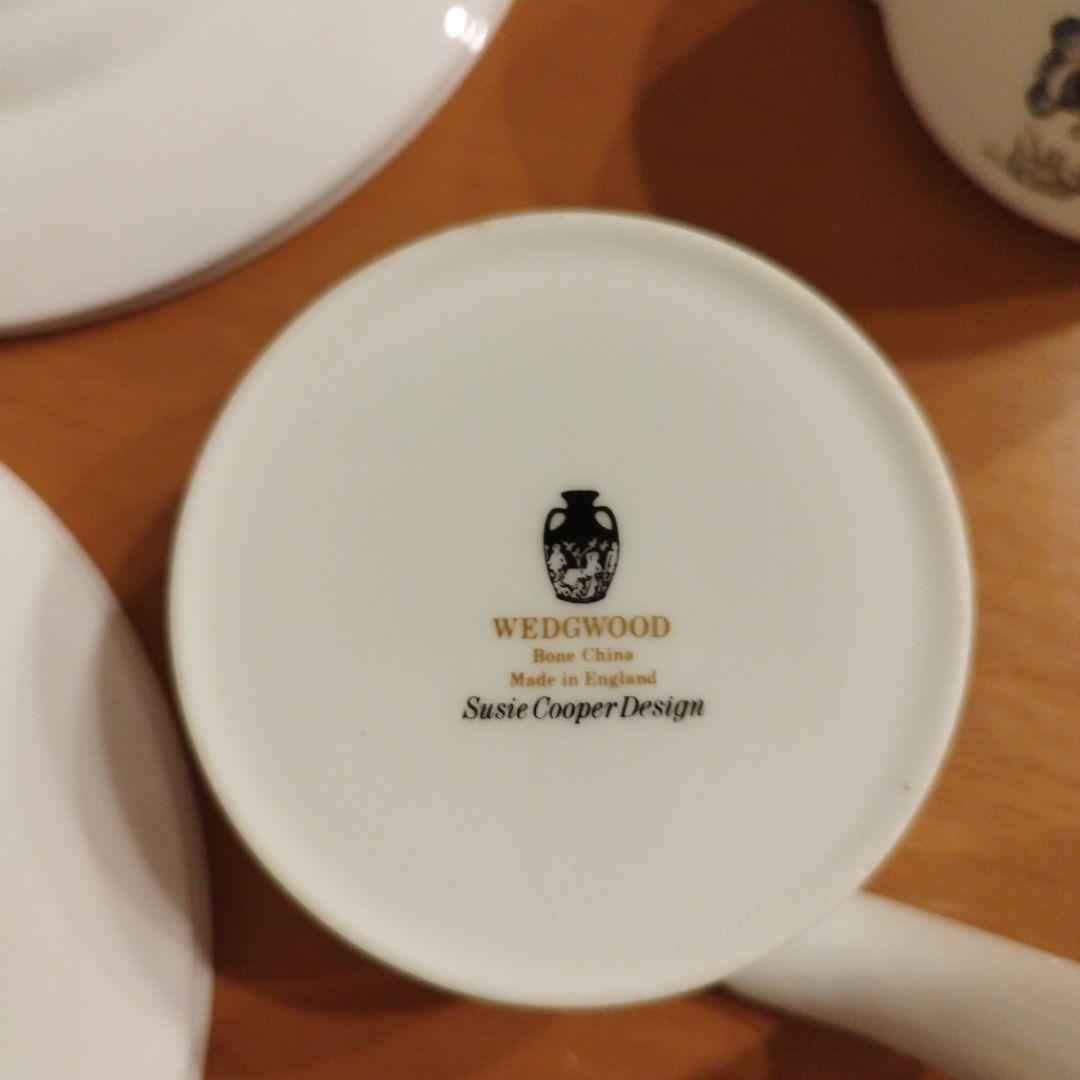 WEDGWOOD
Bone China
Made in England
Susie Cooper Design